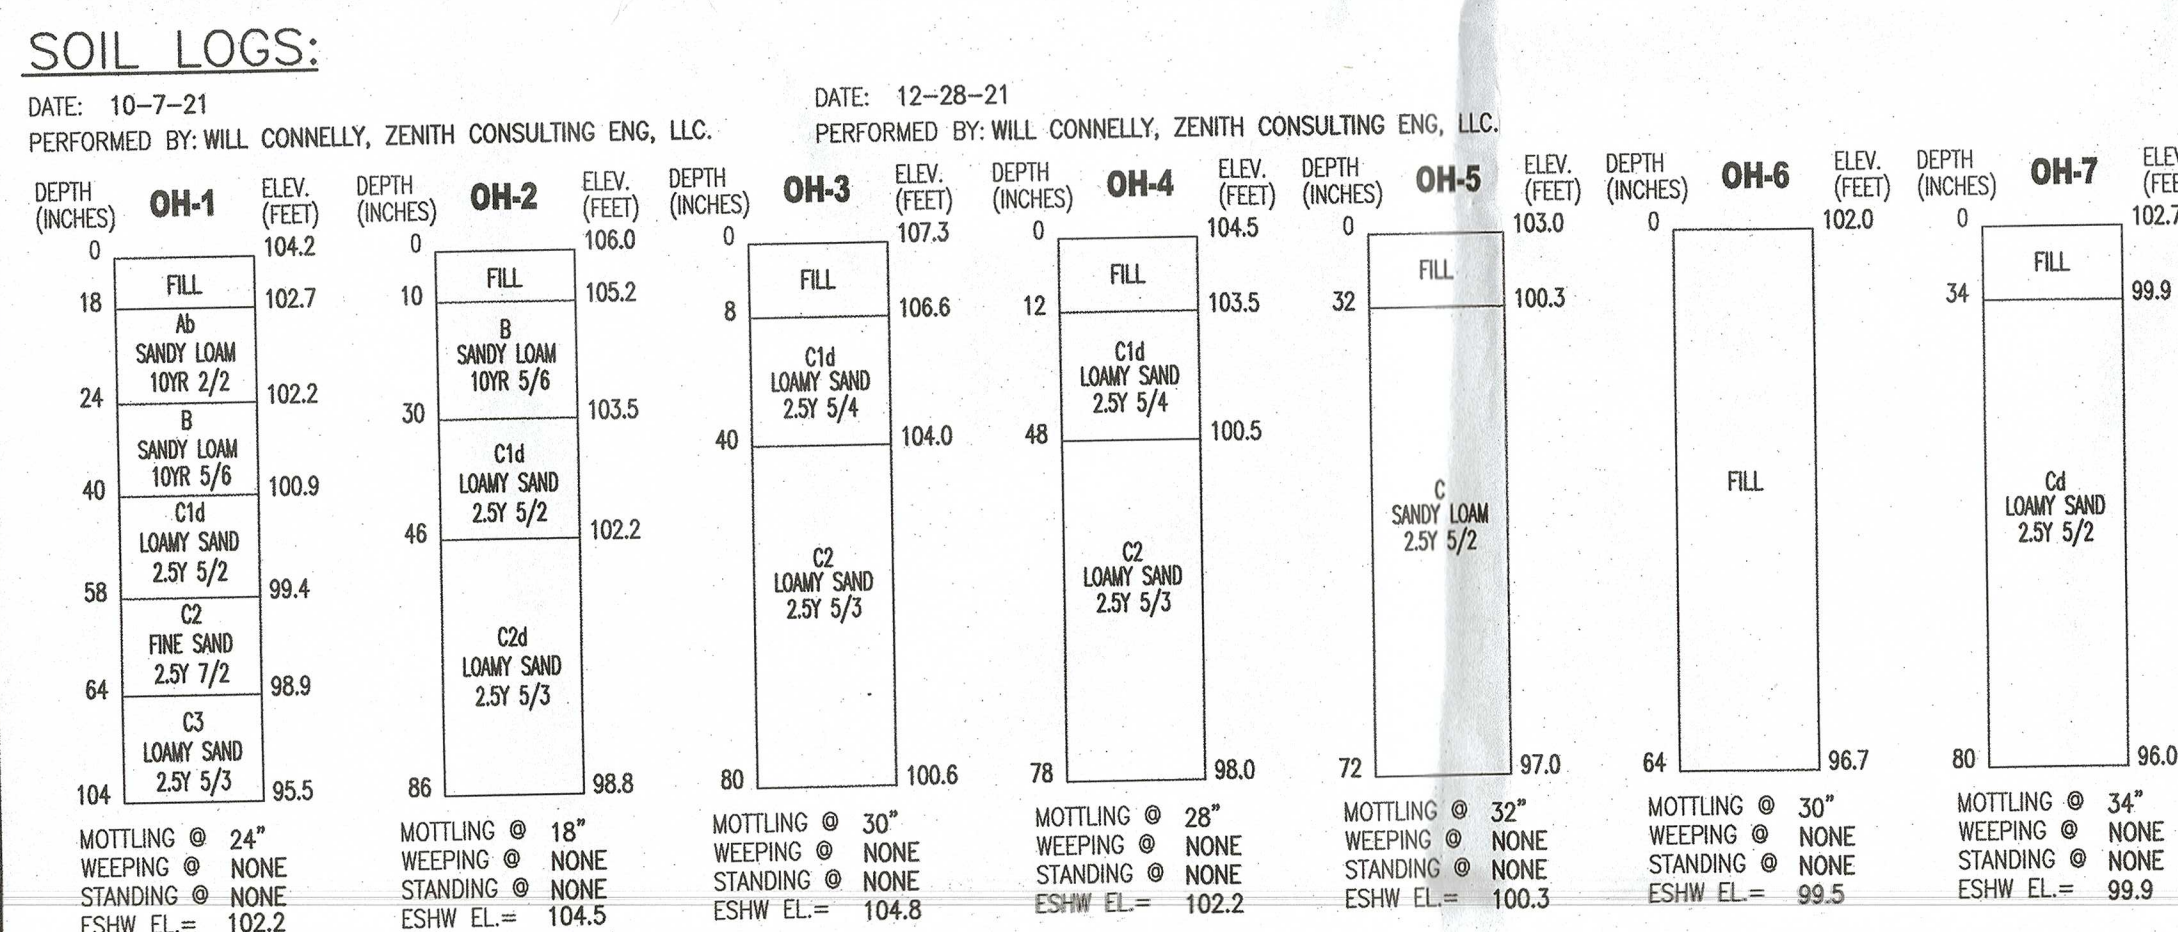 SOIL LOGS:
DATE: 10-7-21
PERFORMED BY: WILL CONNELLY, ZENITH CONSULTING ENG, LLC.
DATE: 12-28-21
PERFORMED BY: WILL CONNELLY, ZENITH CONSULTING ENG, LLC.
DEPTH (INCHES) OH-1 ELEV. (FEET)
0 104.2
FILL
18 102.7
Ab
SANDY LOAM
10YR 2/2
24 102.2
B
SANDY LOAM
10YR 5/6
40 100.9
C1d
LOAMY SAND
2.5Y 5/2
58 99.4
C2
FINE SAND
2.5Y 7/2
64 98.9
C3
LOAMY SAND
2.5Y 5/3
104 95.5
MOTTLING @ 24"
WEEPING @ NONE
STANDING @ NONE
ESHW EL.= 102.2
DEPTH (INCHES) OH-2 ELEV. (FEET)
0 106.0
FILL
10 105.2
B
SANDY LOAM
10YR 5/6
30 103.5
C1d
LOAMY SAND
2.5Y 5/2
46 102.2
C2d
LOAMY SAND
2.5Y 5/3
86 98.8
MOTTLING @ 18"
WEEPING @ NONE
STANDING @ NONE
ESHW EL.= 104.5
DEPTH (INCHES) OH-3 ELEV. (FEET)
0 107.3
FILL
8 106.6
C1d
LOAMY SAND
2.5Y 5/4
40 104.0
C2
LOAMY SAND
2.5Y 5/3
80 100.6
MOTTLING @ 30"
WEEPING @ NONE
STANDING @ NONE
ESHW EL.= 104.8
DEPTH (INCHES) OH-4 ELEV. (FEET)
0 104.5
FILL
12 103.5
C1d
LOAMY SAND
2.5Y 5/4
48 100.5
C2
LOAMY SAND
2.5Y 5/3
78 98.0
MOTTLING @ 28"
WEEPING @ NONE
STANDING @ NONE
ESHW EL.= 102.2
DEPTH (INCHES) OH-5 ELEV. (FEET)
0 103.0
FILL
32 100.3
C
SANDY LOAM
2.5Y 5/2
72 97.0
MOTTLING @ 32"
WEEPING @ NONE
STANDING @ NONE
ESHW EL.= 100.3
DEPTH (INCHES) OH-6 ELEV. (FEET)
0 102.0
FILL
64 96.7
MOTTLING @ 30"
WEEPING @ NONE
STANDING @ NONE
ESHW EL.= 99.5
DEPTH (INCHES) OH-7
0 102.7
FILL
34 99.9
Cd
LOAMY SAND
2.5Y 5/2
80 96.0
MOTTLING @ 34"
WEEPING @ NONE
STANDING @ NONE
ESHW EL.= 99.9